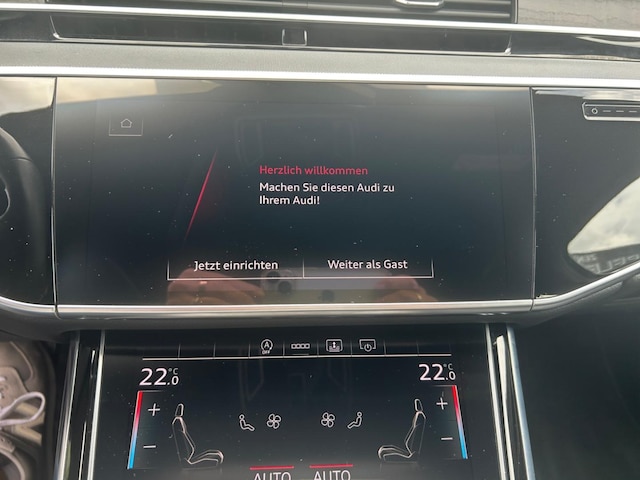 Herzlich willkommen
Machen Sie diesen Audi zu
Ihrem Audi!
Jetzt einrichten Weiter als Gast
A
OFF
22.0 °C 22.0 °C
+ +
− −
AUTO AUTO